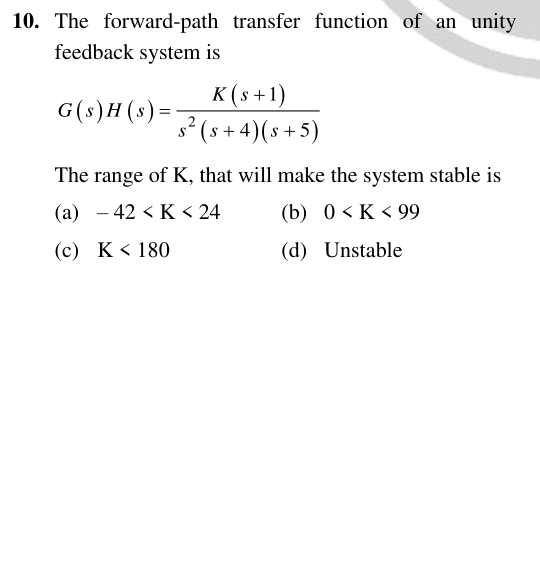 10. The forward-path transfer function of an unity
feedback system is
G(s)H(s) = K(s+1) / s²(s+4)(s+5)
The range of K, that will make the system stable is
(a) – 42 < K < 24 (b) 0 < K < 99
(c) K < 180 (d) Unstable